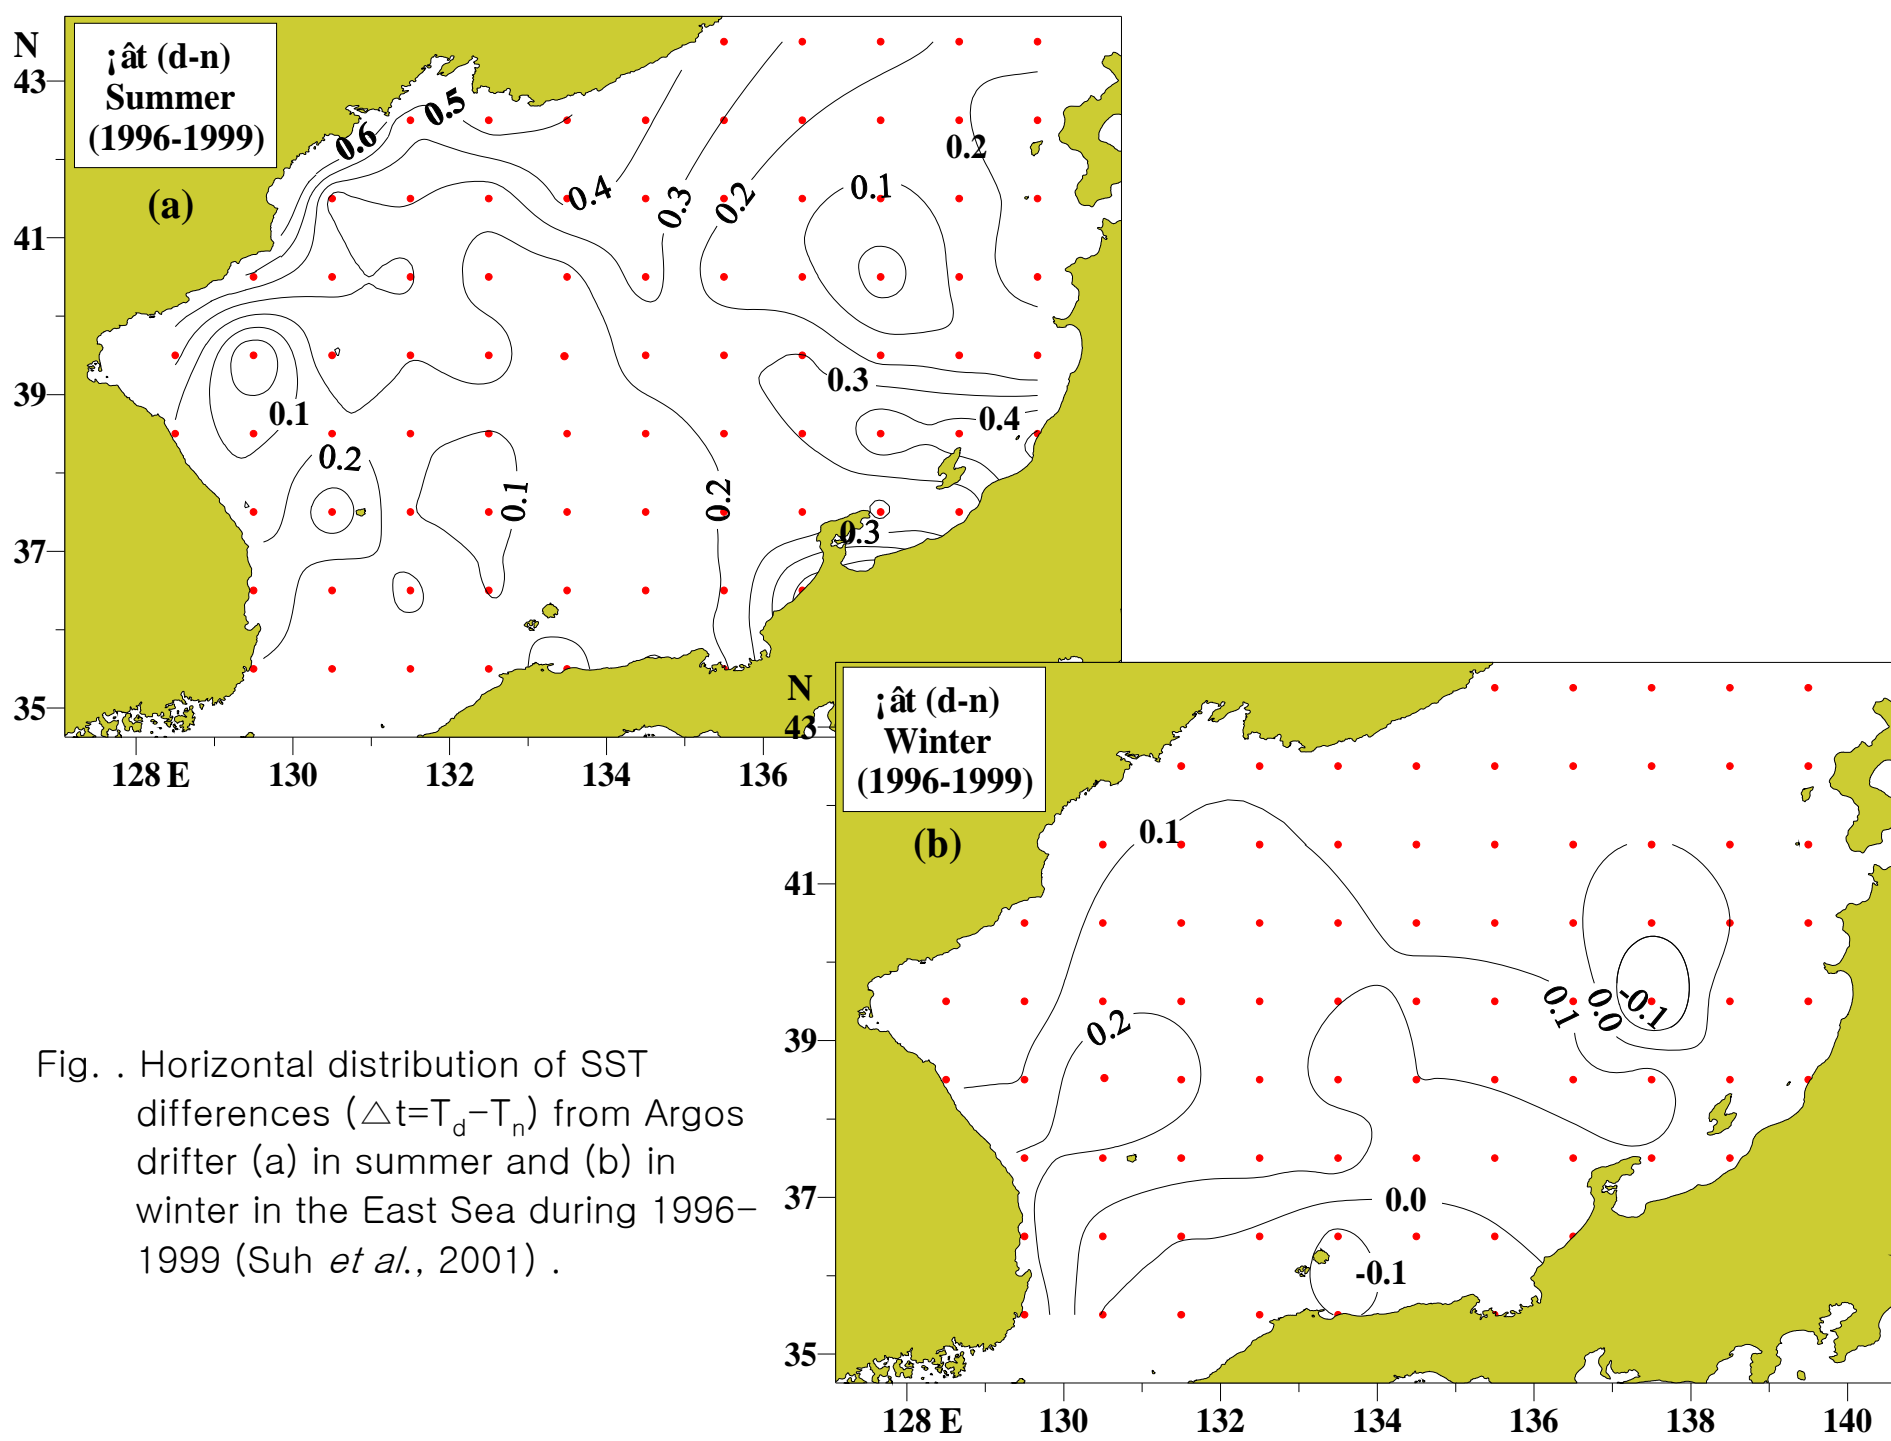 N
43
41
39
37
35
¡ât (d-n)
Summer
(1996-1999)
(a)
0.6
0.5
0.4
0.3
0.2
0.1
0.2
0.3
0.4
0.1
0.2
0.1
0.2
0.3
128 E
130
132
134
136
N
43
41
39
37
35
¡ât (d-n)
Winter
(1996-1999)
(b)
0.1
0.2
0.1
0.0
-0.1
0.0
-0.1
128 E
130
132
134
136
138
140
Fig. . Horizontal distribution of SST
differences (△t=Td−Tn) from Argos
drifter (a) in summer and (b) in
winter in the East Sea during 1996−
1999 (Suh et al., 2001) .